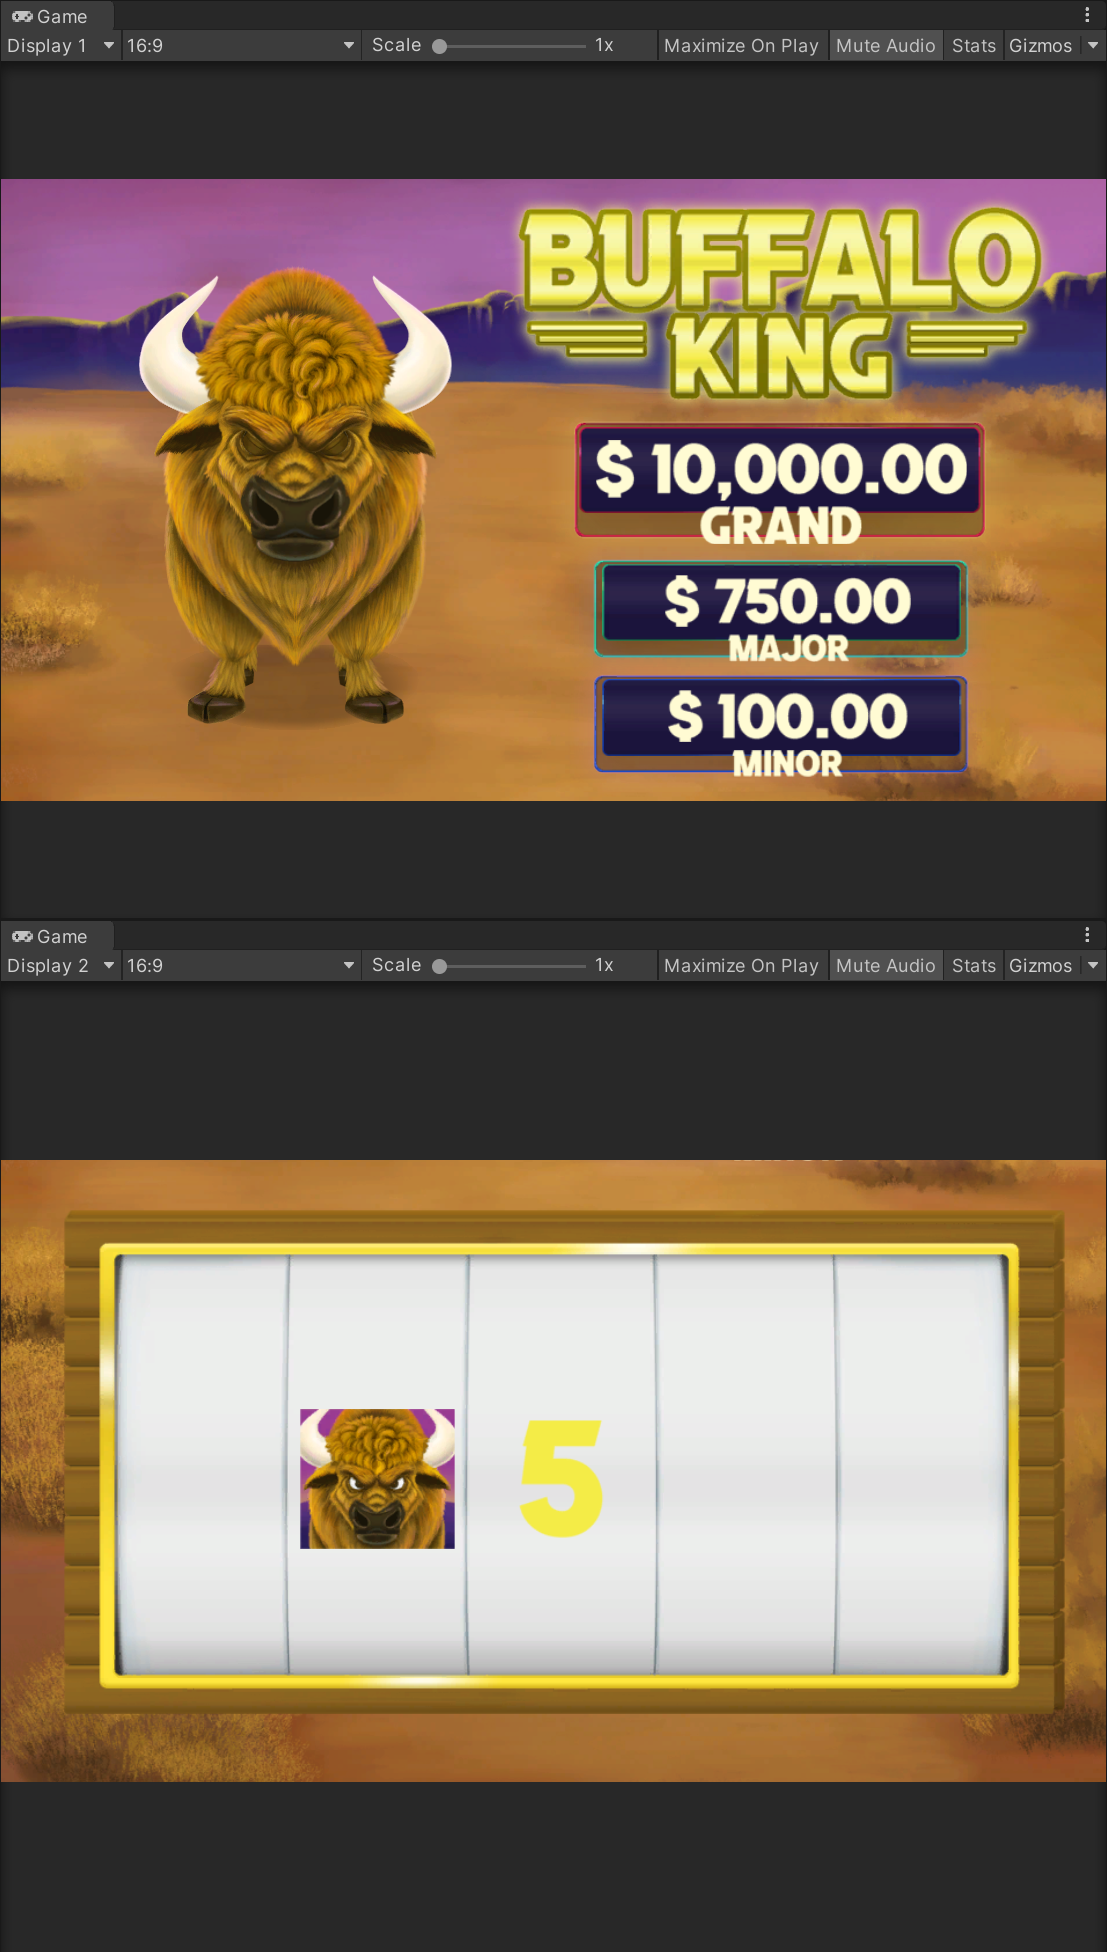 Game
Display 1 16:9 Scale 1x Maximize On Play Mute Audio Stats Gizmos
BUFFALO
KING
$ 10,000.00
GRAND
$ 750.00
MAJOR
$ 100.00
MINOR
Game
Display 2 16:9 Scale 1x Maximize On Play Mute Audio Stats Gizmos
5